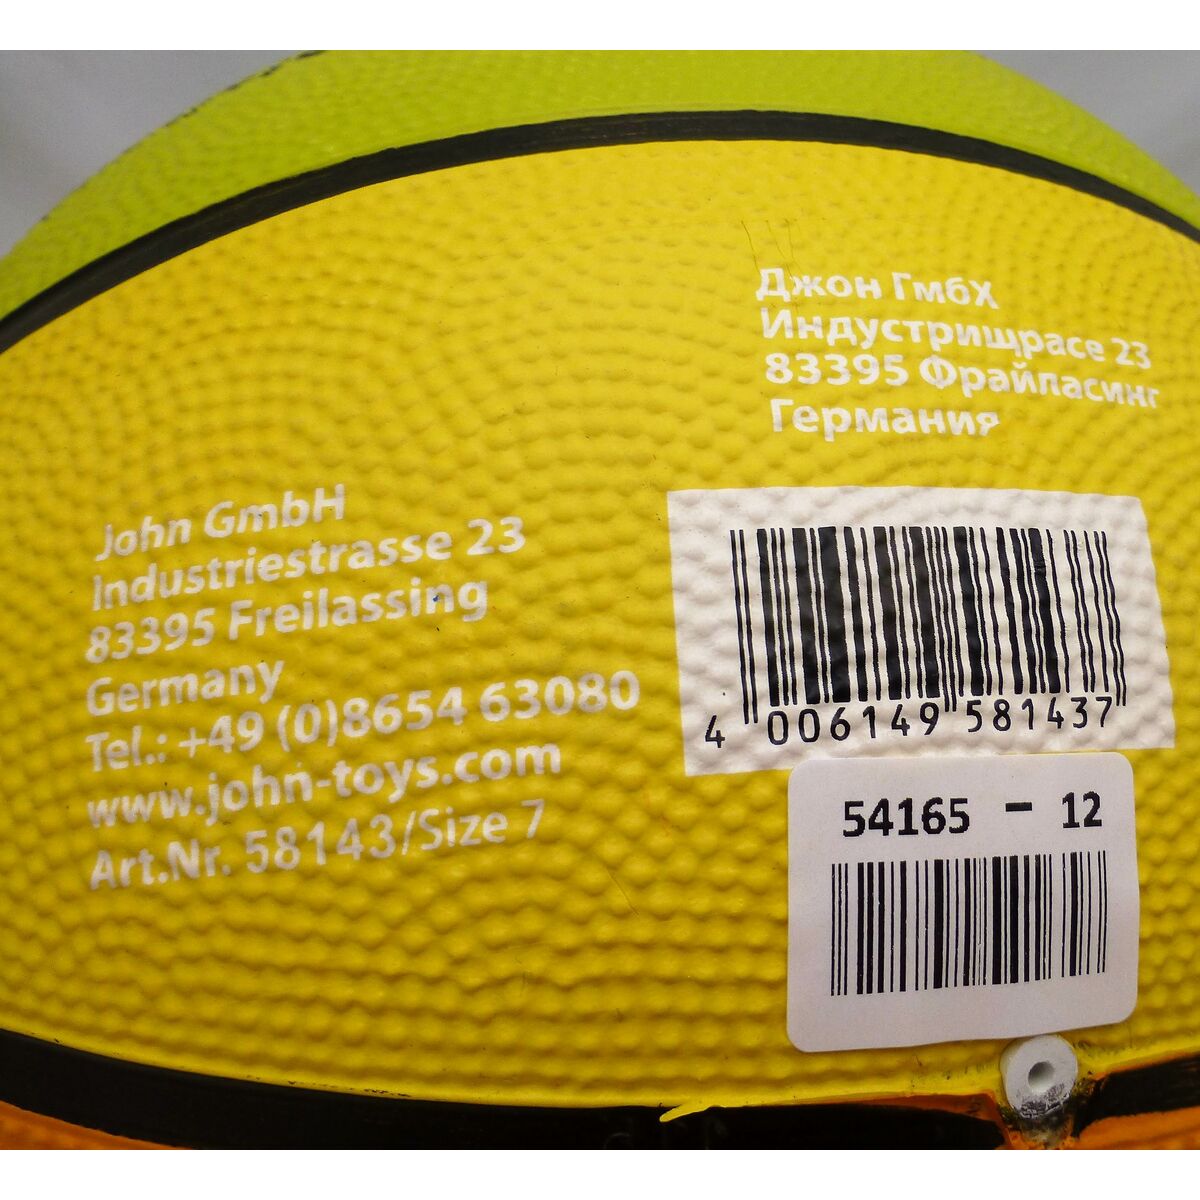 Джон ГмбХ
Индустрищрасе 23
83395 Фрайласинг
Германия
John GmbH
Industriestrasse 23
83395 Freilassing
Germany
Tel.: +49 (0)8654 63080
www.john-toys.com
Art.Nr. 58143/Size 7
4 006149 581437
54165 - 12